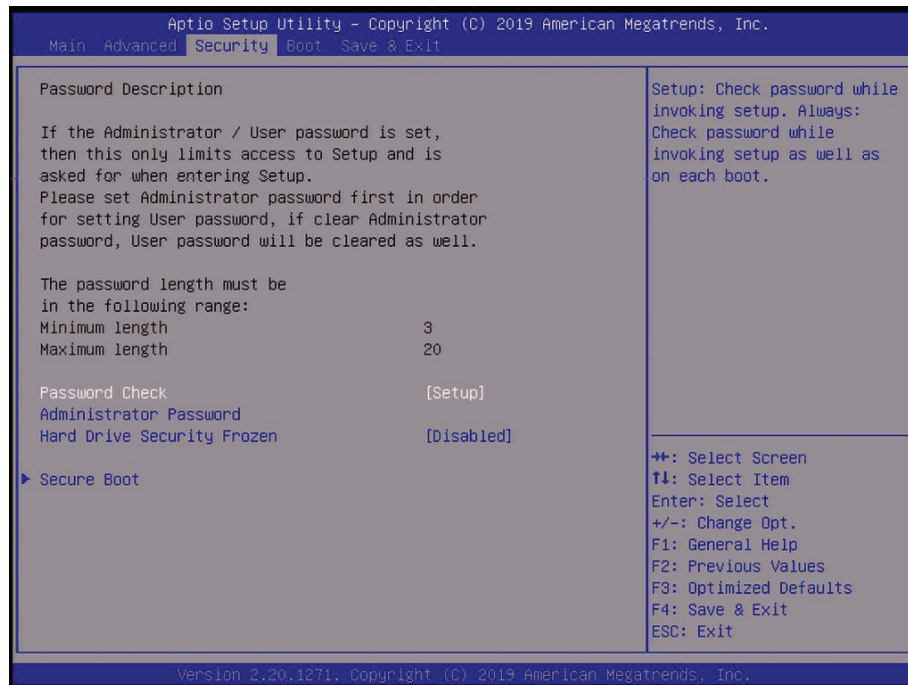 Aptio Setup Utility – Copyright (C) 2019 American Megatrends, Inc.
Main Advanced Security Boot Save & Exit
Password Description
If the Administrator / User password is set,
then this only limits access to Setup and is
asked for when entering Setup.
Please set Administrator password first in order
for setting User password, if clear Administrator
password, User password will be cleared as well.
The password length must be
in the following range:
Minimum length 3
Maximum length 20
Password Check [Setup]
Administrator Password
Hard Drive Security Frozen [Disabled]
Secure Boot
Setup: Check password while
invoking setup. Always:
Check password while
invoking setup as well as
on each boot.
→←: Select Screen
↑↓: Select Item
Enter: Select
+/-: Change Opt.
F1: General Help
F2: Previous Values
F3: Optimized Defaults
F4: Save & Exit
ESC: Exit
Version 2.20.1271. Copyright (C) 2019 American Megatrends, Inc.